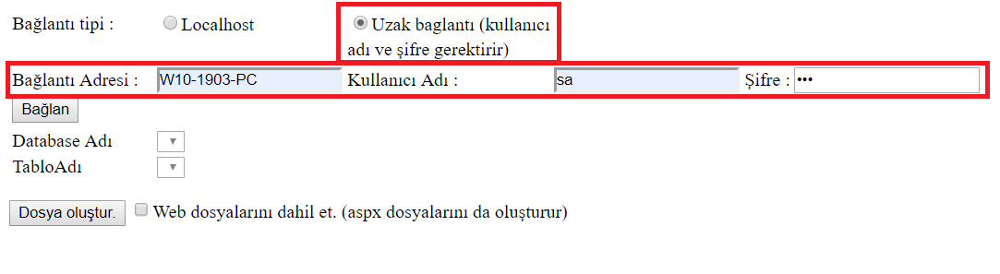 Bağlantı tipi : Localhost Uzak baglantı (kullanıcı
adı ve şifre gerektirir)
Bağlantı Adresi : W10-1903-PC Kullanıcı Adı : sa Şifre : •••
Bağlan
Database Adı
TabloAdı
Dosya oluştur. Web dosyalarını dahil et. (aspx dosyalarını da oluşturur)